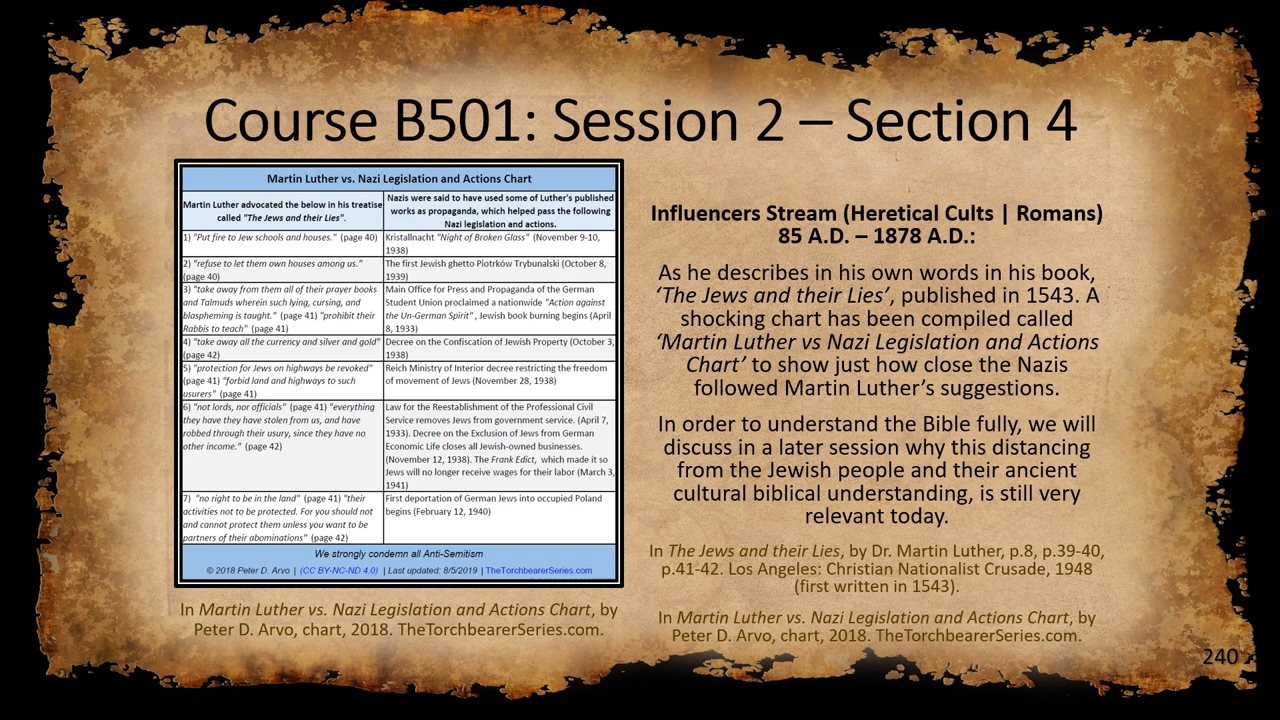 Course B501: Session 2 – Section 4
Martin Luther vs. Nazi Legislation and Actions Chart
Martin Luther advocated the below in his treatise
called "The Jews and their Lies".
Nazis were said to have used some of Luther's published
works as propaganda, which helped pass the following
Nazi legislation and actions.
1) "Put fire to Jew schools and houses." (page 40)
Kristallnacht "Night of Broken Glass" (November 9-10,
1938)
2) "refuse to let them own houses among us."
(page 40)
The first Jewish ghetto Piotrków Trybunalski (October 8,
1939)
3) "take away from them all of their prayer books
and Talmuds wherein such lying, cursing, and
blaspheming is taught." (page 41) "prohibit their
Rabbis to teach" (page 41)
Main Office for Press and Propaganda of the German
Student Union proclaimed a nationwide "Action against
the Un-German Spirit" , Jewish book burning begins (April
8, 1933)
4) "take away all the currency and silver and gold"
(page 42)
Decree on the Confiscation of Jewish Property (October 3,
1938)
5) "protection for Jews on highways be revoked"
(page 41) "forbid land and highways to such
usurers" (page 41)
Reich Ministry of Interior decree restricting the freedom
of movement of Jews (November 28, 1938)
6) "not lords, nor officials" (page 41) "everything
they have they have stolen from us, and have
robbed through their usury, since they have no
other income." (page 42)
Law for the Reestablishment of the Professional Civil
Service removes Jews from government service. (April 7,
1933). Decree on the Exclusion of Jews from German
Economic Life closes all Jewish-owned businesses.
(November 12, 1938). The Frank Edict, which made it so
Jews will no longer receive wages for their labor (March 3,
1941)
7) "no right to be in the land" (page 41) "their
activities not to be protected. For you should not
and cannot protect them unless you want to be
partners of their abominations" (page 42)
First deportation of German Jews into occupied Poland
begins (February 12, 1940)
We strongly condemn all Anti-Semitism
© 2018 Peter D. Arvo | (CC BY-NC-ND 4.0) | Last updated: 8/5/2019 | TheTorchbearerSeries.com
In Martin Luther vs. Nazi Legislation and Actions Chart, by
Peter D. Arvo, chart, 2018. TheTorchbearerSeries.com.
Influencers Stream (Heretical Cults | Romans)
85 A.D. – 1878 A.D.:
As he describes in his own words in his book,
‘The Jews and their Lies’, published in 1543. A
shocking chart has been compiled called
‘Martin Luther vs Nazi Legislation and Actions
Chart’ to show just how close the Nazis
followed Martin Luther’s suggestions.
In order to understand the Bible fully, we will
discuss in a later session why this distancing
from the Jewish people and their ancient
cultural biblical understanding, is still very
relevant today.
In The Jews and their Lies, by Dr. Martin Luther, p.8, p.39-40,
p.41-42. Los Angeles: Christian Nationalist Crusade, 1948
(first written in 1543).
In Martin Luther vs. Nazi Legislation and Actions Chart, by
Peter D. Arvo, chart, 2018. TheTorchbearerSeries.com.
240